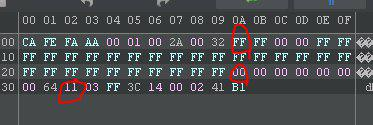 00 01 02 03 04 05 06 07 08 09 0A 0B 0C 0D 0E 0F
00 CA FE FA AA 00 01 00 2A 00 32 FF FF 00 00 FF FF
10 FF FF FF FF FF FF FF FF FF FF FF FF FF FF FF FF
20 FF FF FF FF FF FF FF FF FF FF 00 00 00 00 00 00
30 00 64 11 03 FF 3C 14 00 02 41 B1